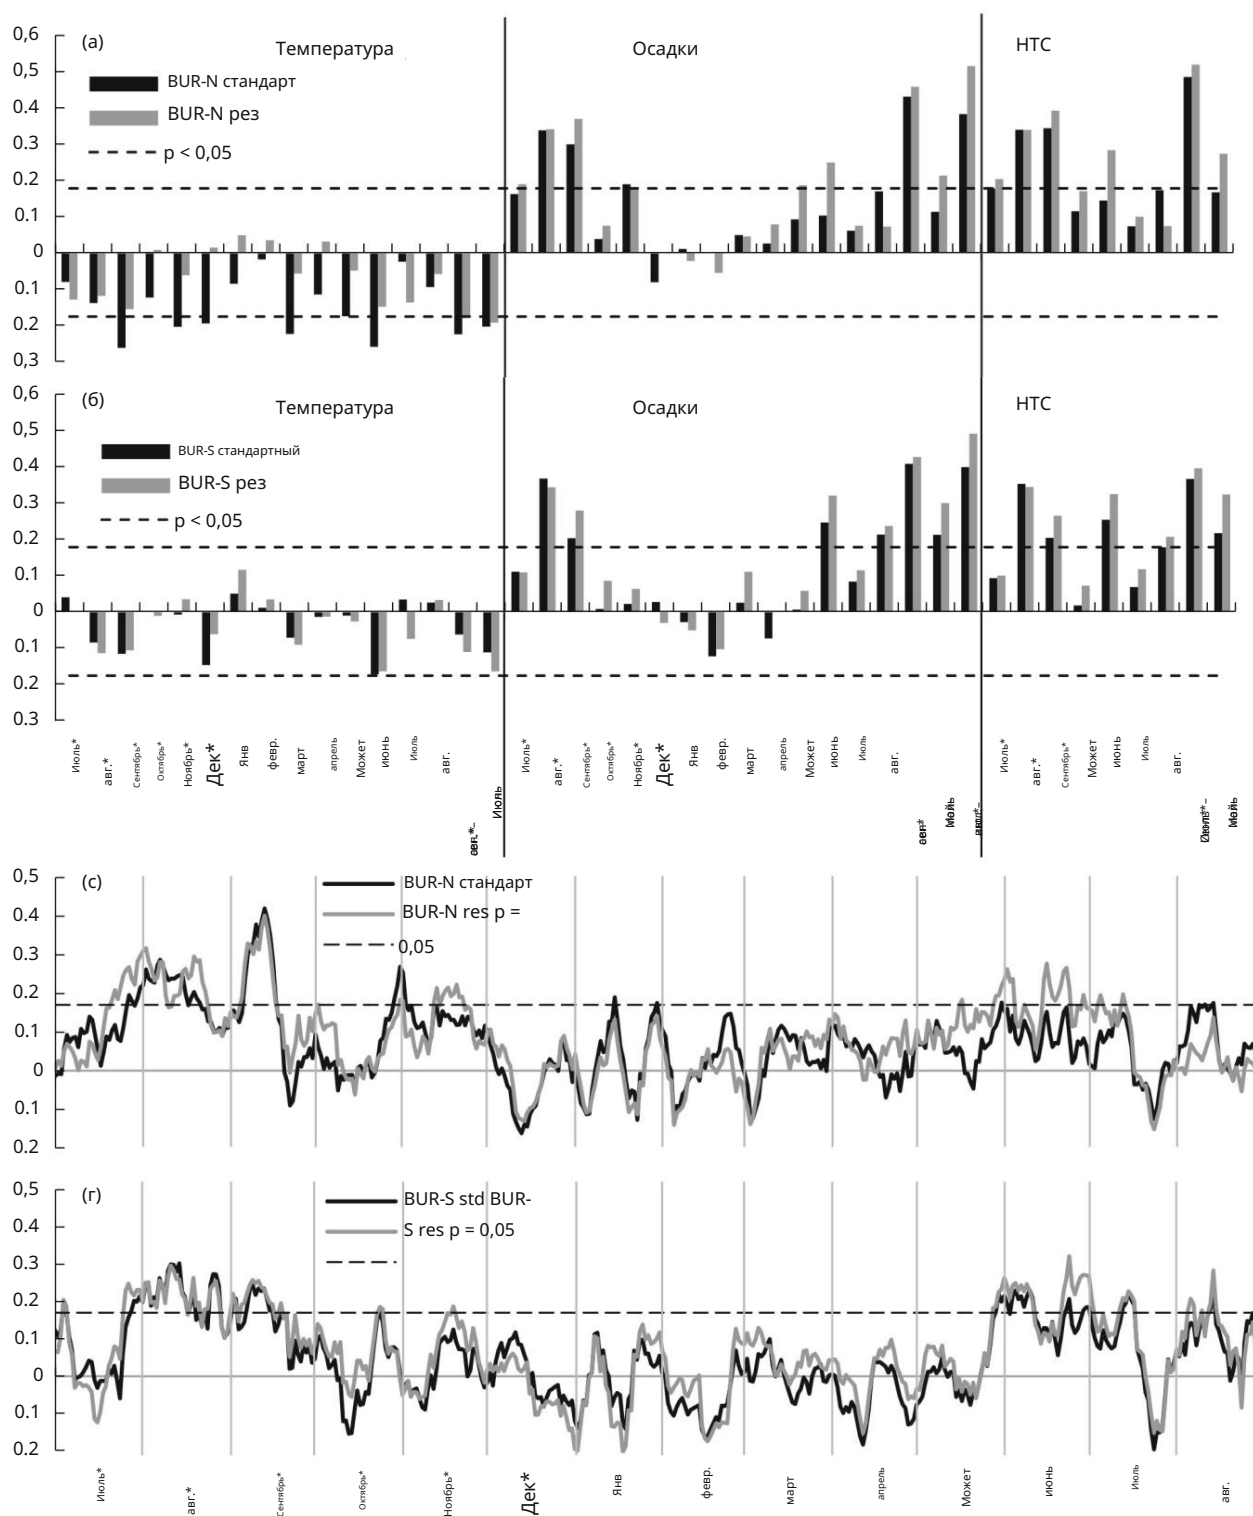 0,6
0,5
0.4
0.3
0.2
0.1
0
0.1
0.2
0,3
(а)
Температура
Осадки
НТС
BUR-N стандарт
BUR-N рез
p < 0,05
0,6
0,5
0.4
0.3
0.2
0.1
0
0.1
0.2
0.3
(б)
Температура
Осадки
НТС
BUR-S стандартный
BUR-S рез
p < 0,05
Июль*
авг.*
Сентябрь*
Октябрь*
Ноябрь*
Дек*
Янв
февр.
март
апрель
Может
июнь
Июль
авг.
Июль
Июль*
авг.*
Сентябрь*
Октябрь*
Ноябрь*
Дек*
Янв
февр.
март
апрель
Может
июнь
Июль
авг.
Июль*
авг.*
Сентябрь*
Может
июнь
Июль
авг.
0,5
0.4
0.3
0.2
0.1
0
0.1
0.2
(с)
BUR-N стандарт
BUR-N res p =
0,05
0,5
0.4
0.3
0.2
0.1
0
0.1
0.2
(г)
BUR-S std BUR-
S res p = 0,05
Июль*
авг.*
Сентябрь*
Октябрь*
Ноябрь*
Дек*
Янв
февр.
март
апрель
Может
июнь
Июль
авг.